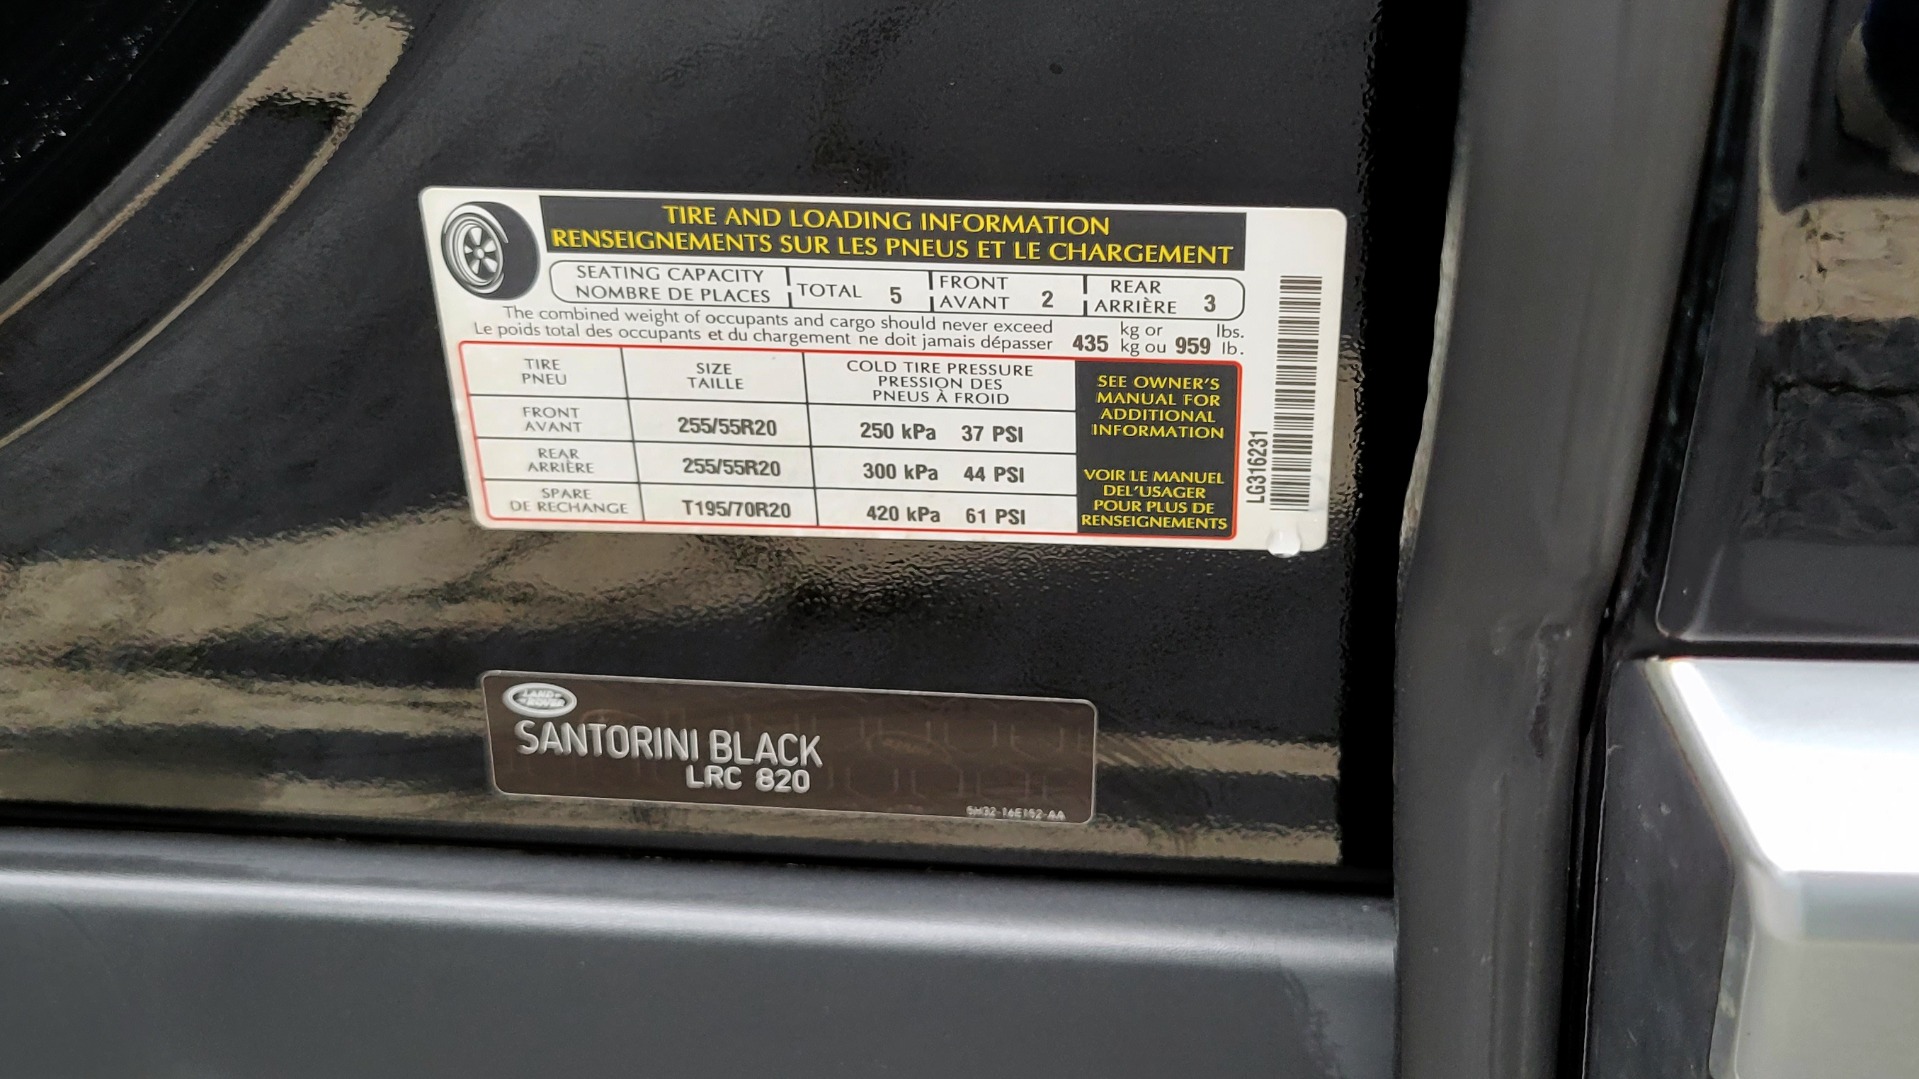 TIRE AND LOADING INFORMATION
RENSEIGNEMENTS SUR LES PNEUS ET LE CHARGEMENT
SEATING CAPACITY
NOMBRE DE PLACES
TOTAL 5
FRONT
AVANT 2
REAR
ARRIÈRE 3
The combined weight of occupants and cargo should never exceed
Le poids total des occupants et du chargement ne doit jamais dépasser
435 kg or
kg ou 959 lbs.
lb.
TIRE
PNEU
SIZE
TAILLE
COLD TIRE PRESSURE
PRESSION DES
PNEUS À FROID
FRONT
AVANT
255/55R20
250 kPa 37 PSI
REAR
ARRIÈRE
255/55R20
300 kPa 44 PSI
SPARE
DE RECHANGE
T195/70R20
420 kPa 61 PSI
SEE OWNER'S
MANUAL FOR
ADDITIONAL
INFORMATION
VOIR LE MANUEL
DEL'USAGER
POUR PLUS DE
RENSEIGNEMENTS
LG316231
LAND-
ROVER
SANTORINI BLACK
LRC 820